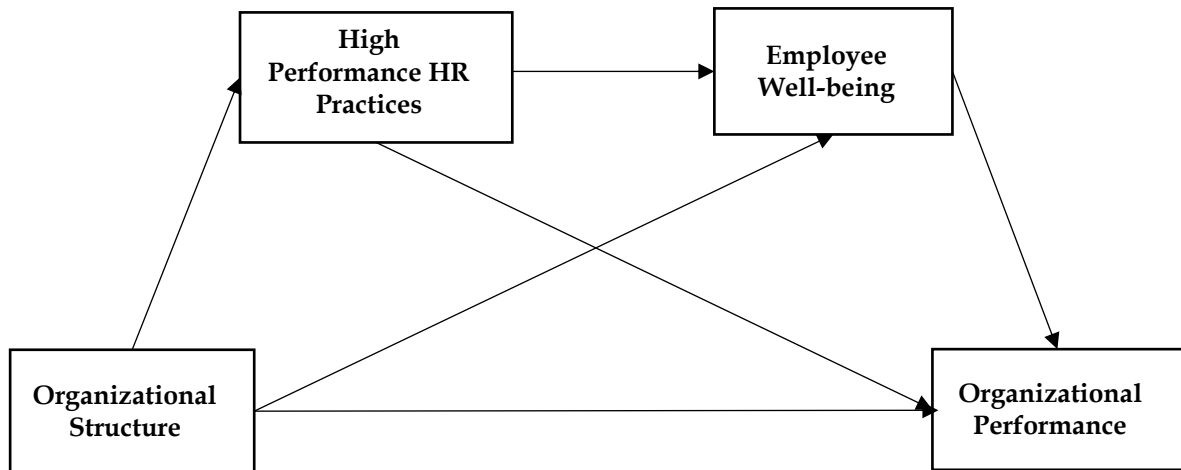 High
Performance HR
Practices
Employee
Well-being
Organizational
Structure
Organizational
Performance